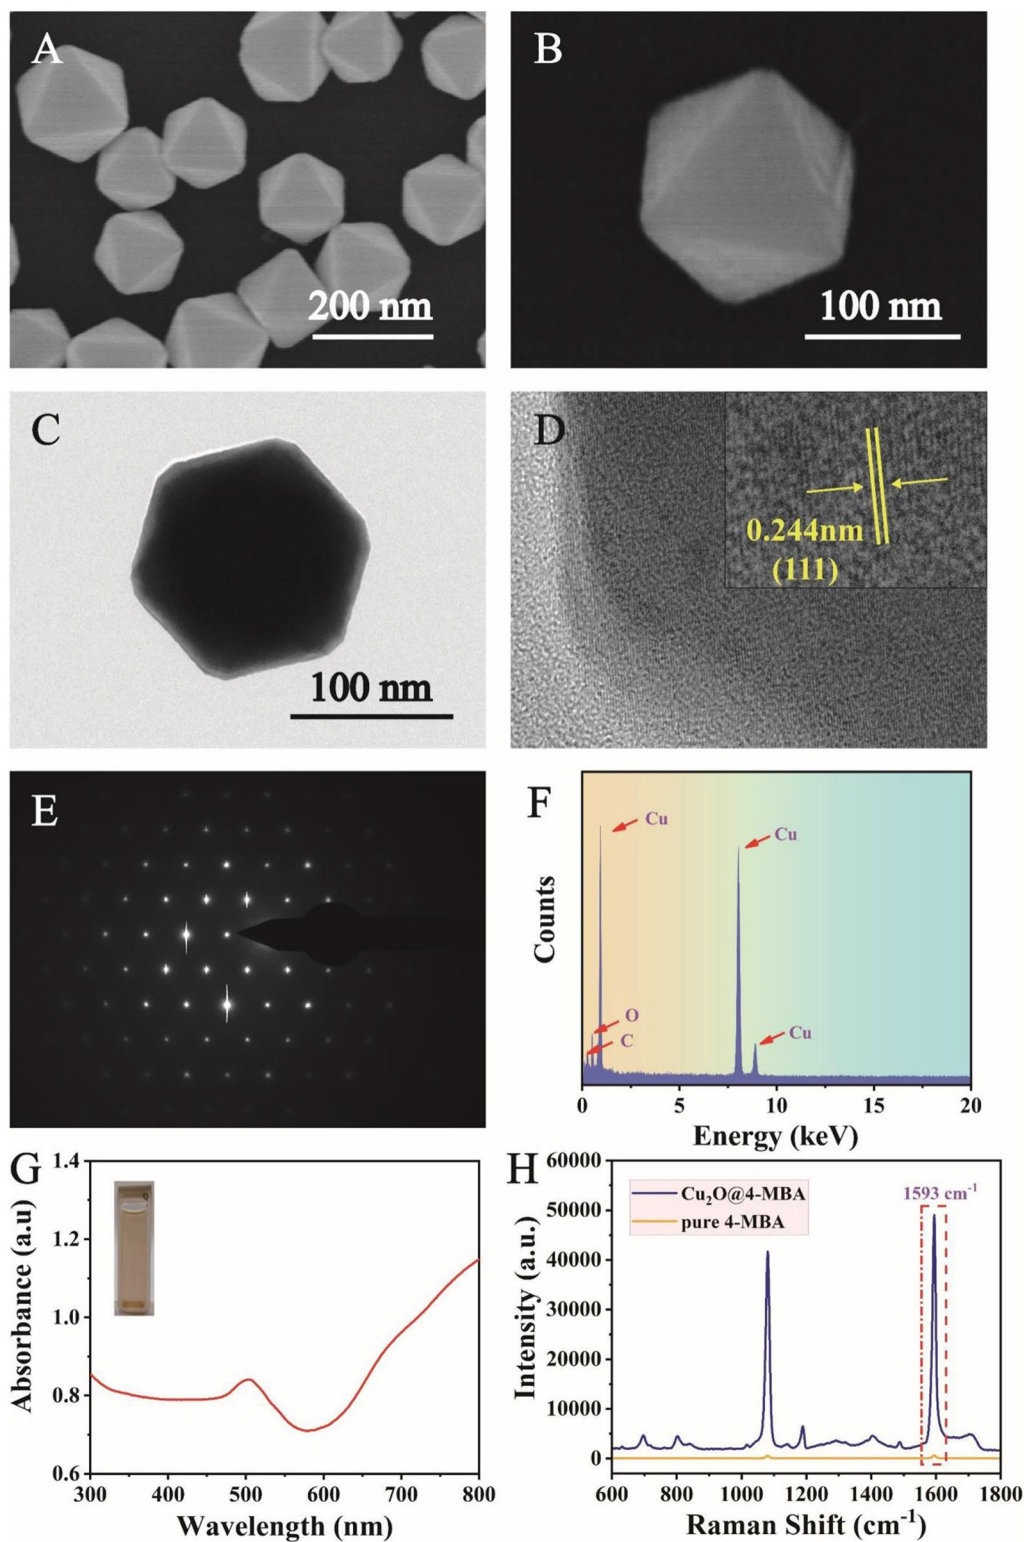 A
200 nm
B
100 nm
C
100 nm
D
0.244nm
(111)
E
F
Cu
Cu
Cu
O
C
Counts
0 5 10 15 20
Energy (keV)
G
1.4
1.2
1.0
0.8
0.6
Absorbance (a.u)
300 400 500 600 700 800
Wavelength (nm)
H
60000
50000
40000
30000
20000
10000
0
Intensity (a.u.)
Cu₂O@4-MBA
pure 4-MBA
1593 cm⁻¹
600 800 1000 1200 1400 1600 1800
Raman Shift (cm⁻¹)